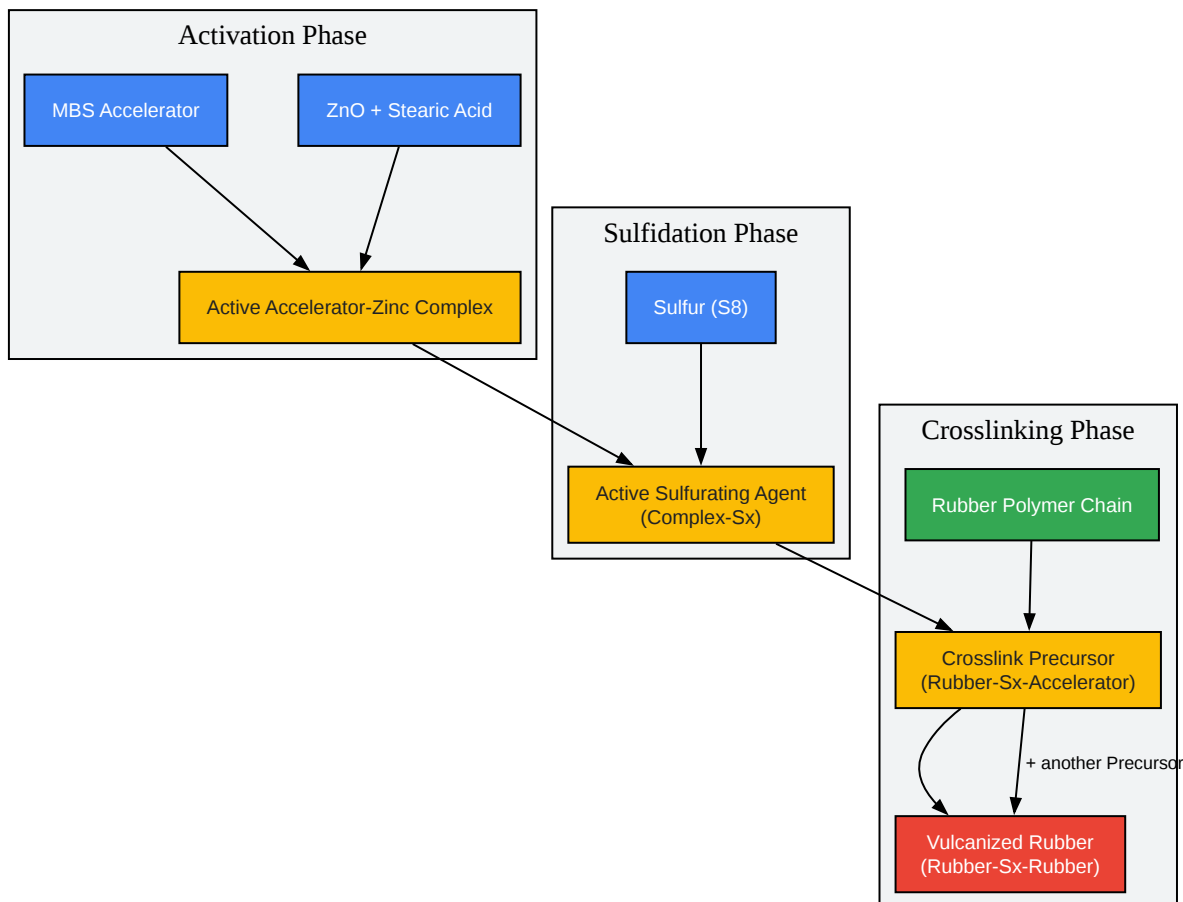 Activation Phase
MBS Accelerator
ZnO + Stearic Acid
Active Accelerator-Zinc Complex
Sulfidation Phase
Sulfur (S8)
Active Sulfurating Agent
(Complex-Sx)
Crosslinking Phase
Rubber Polymer Chain
Crosslink Precursor
(Rubber-Sx-Accelerator)
+ another Precursor
Vulcanized Rubber
(Rubber-Sx-Rubber)